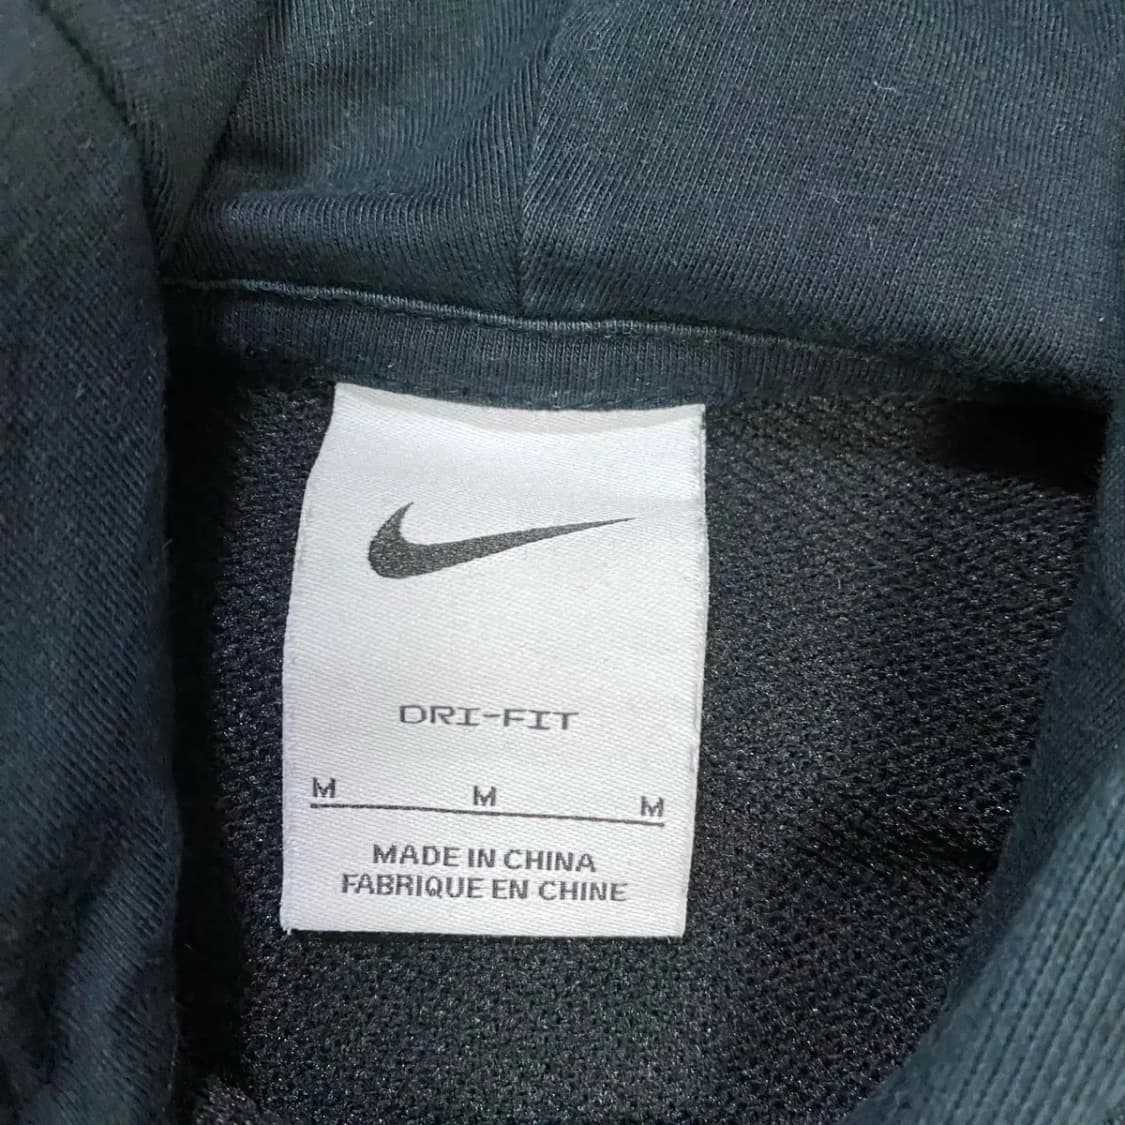 DRI-FIT
M M M
MADE IN CHINA
FABRIQUE EN CHINE